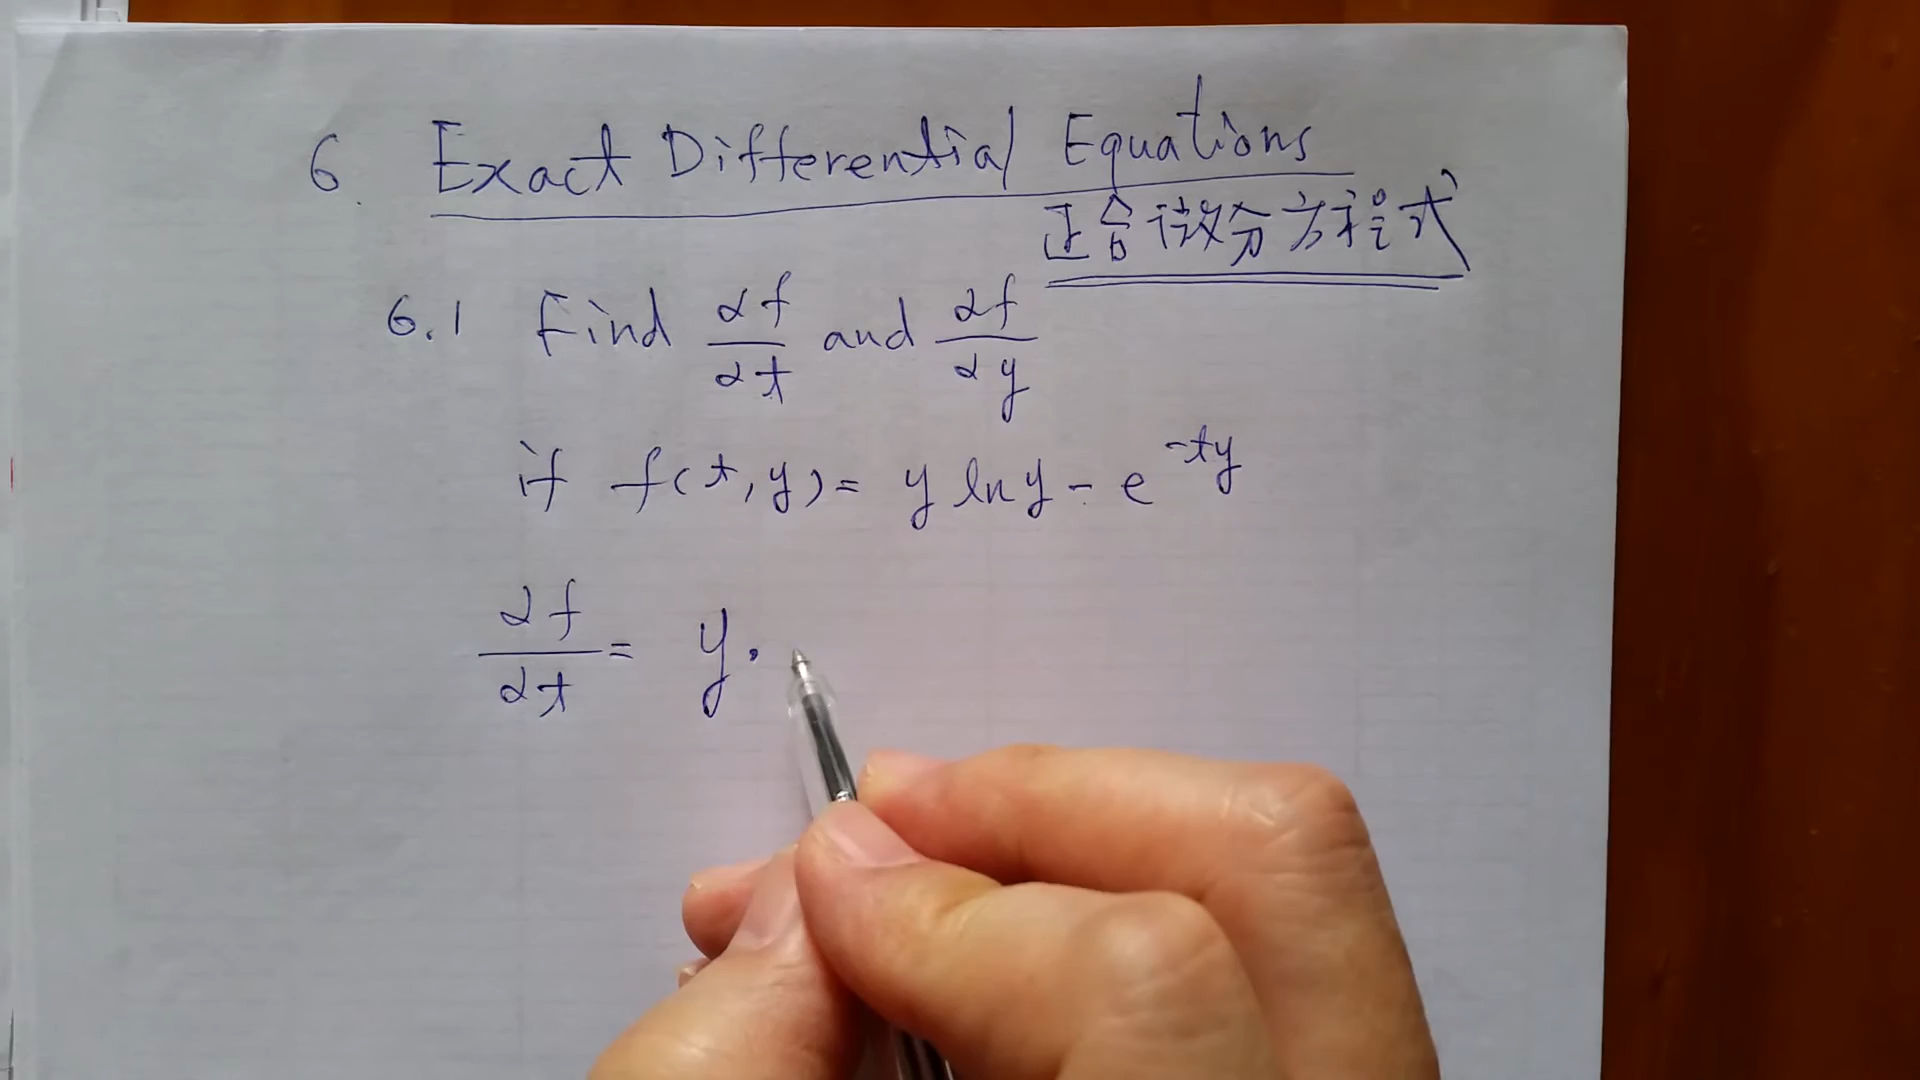 6. Exact Differential Equations
正合微分方程式
6.1 Find ∂f/∂t and ∂f/∂y
if f(t,y) = y ln y - e^{-ty}
∂f/∂t = y.